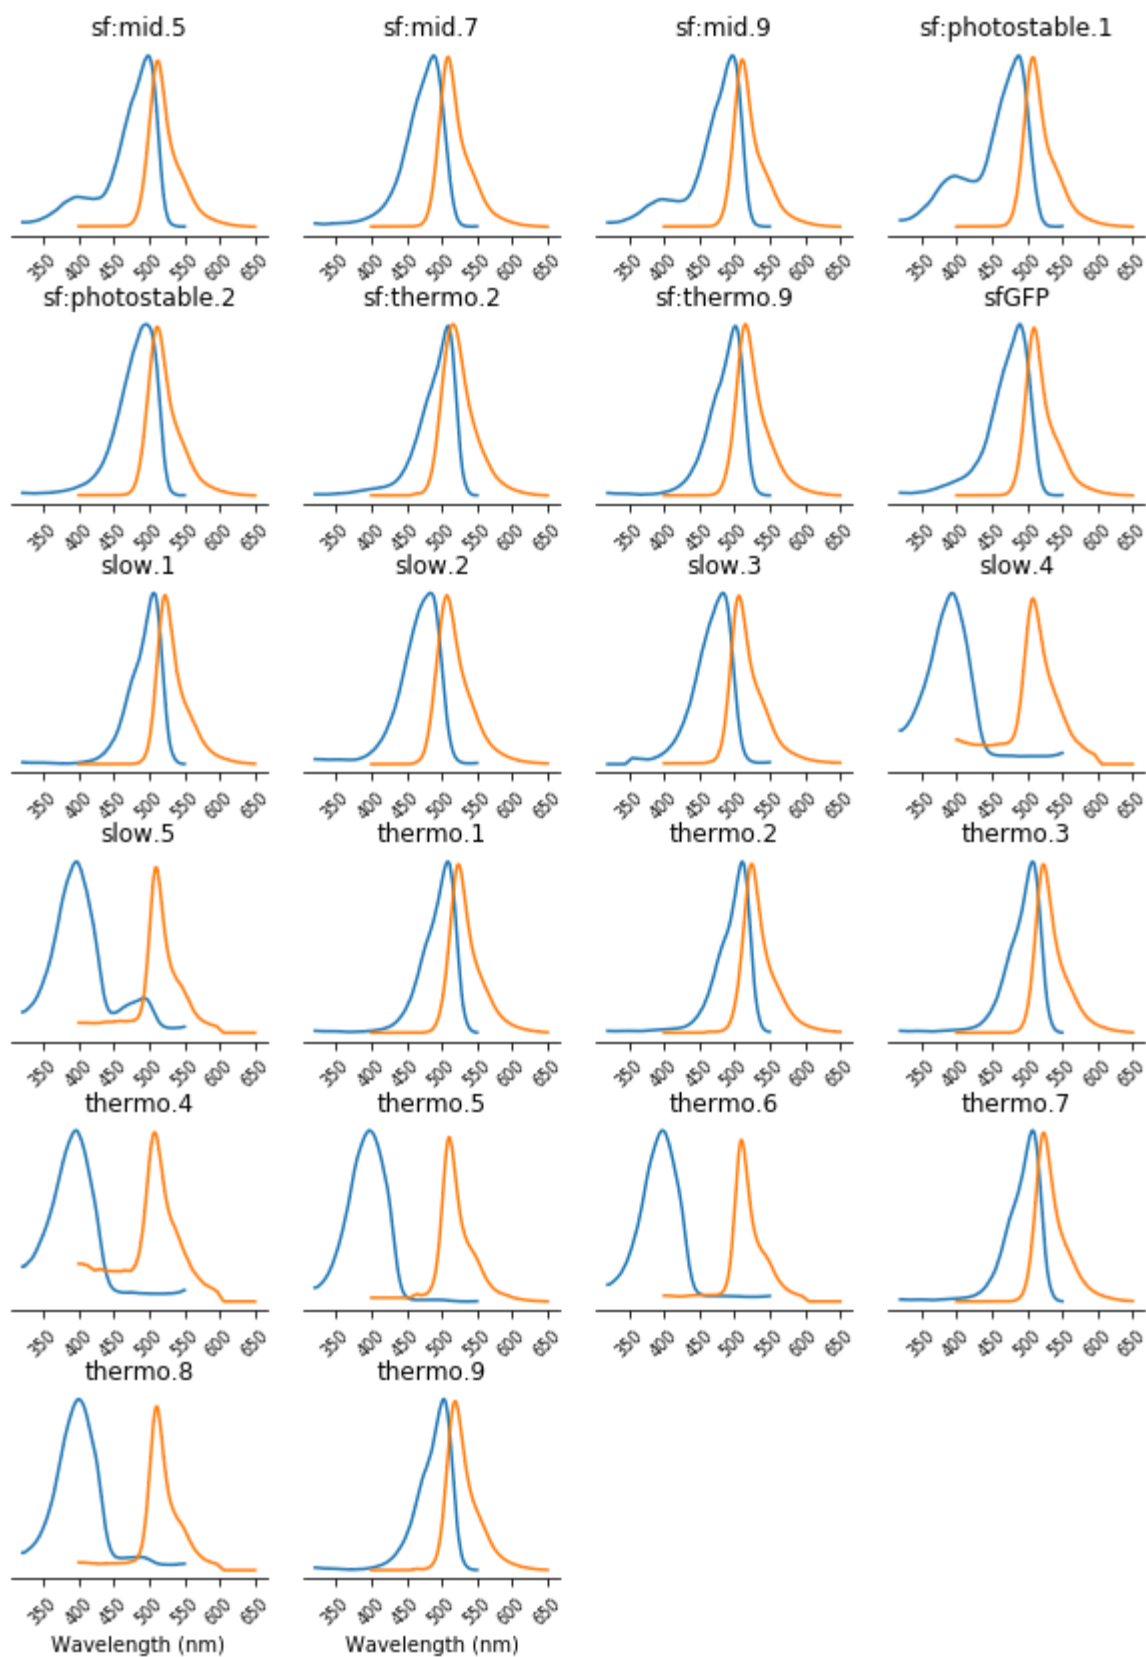 sf:mid.5 sf:mid.7 sf:mid.9 sf:photostable.1
350 400 450 500 550 600 650 350 400 450 500 550 600 650 350 400 450 500 550 600 650 350 400 450 500 550 600 650
sf:photostable.2 sf:thermo.2 sf:thermo.9 sfGFP
350 400 450 500 550 600 650 350 400 450 500 550 600 650 350 400 450 500 550 600 650 350 400 450 500 550 600 650
slow.1 slow.2 slow.3 slow.4
350 400 450 500 550 600 650 350 400 450 500 550 600 650 350 400 450 500 550 600 650 350 400 450 500 550 600 650
slow.5 thermo.1 thermo.2 thermo.3
350 400 450 500 550 600 650 350 400 450 500 550 600 650 350 400 450 500 550 600 650 350 400 450 500 550 600 650
thermo.4 thermo.5 thermo.6 thermo.7
350 400 450 500 550 600 650 350 400 450 500 550 600 650 350 400 450 500 550 600 650 350 400 450 500 550 600 650
thermo.8 thermo.9
350 400 450 500 550 600 650 350 400 450 500 550 600 650
Wavelength (nm) Wavelength (nm)